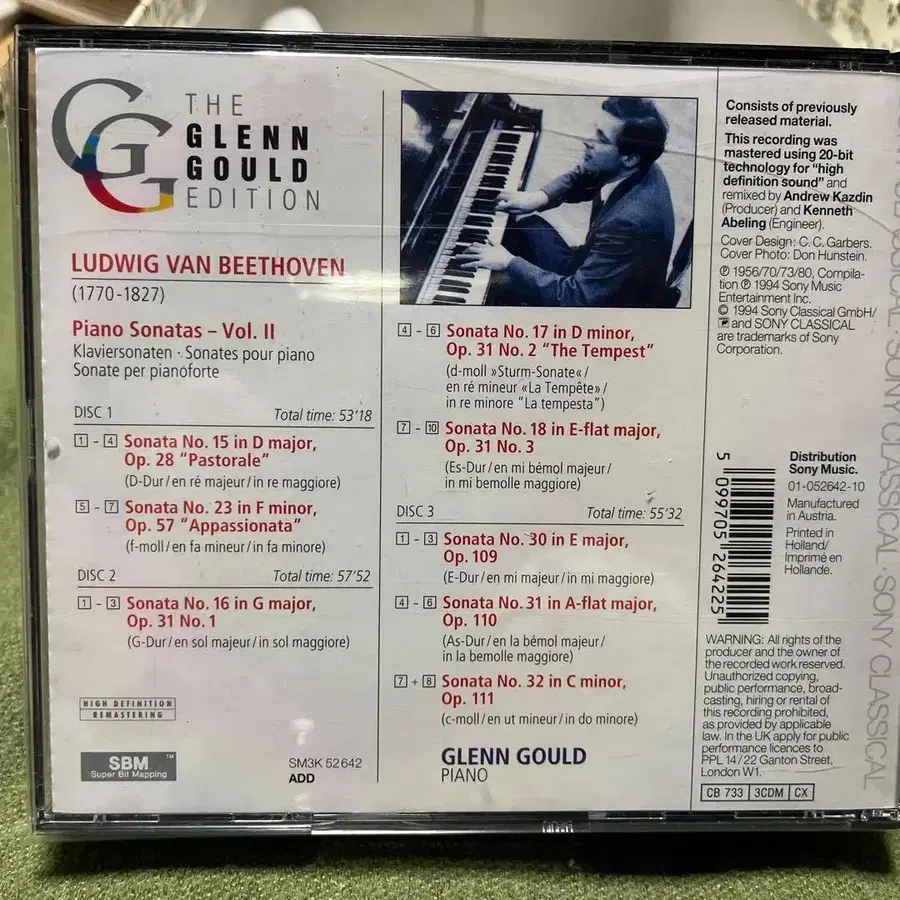 THE
GLENN
GOULD
EDITION
LUDWIG VAN BEETHOVEN
(1770-1827)
Piano Sonatas – Vol. II
Klaviersonaten · Sonates pour piano
Sonate per pianoforte
DISC 1 Total time: 53'18
1 - 4 Sonata No. 15 in D major,
Op. 28 "Pastorale"
(D-Dur/en ré majeur/in re maggiore)
5 - 7 Sonata No. 23 in F minor,
Op. 57 "Appassionata"
(f-moll/en fa mineur/in fa minore)
DISC 2 Total time: 57'52
1 - 3 Sonata No. 16 in G major,
Op. 31 No. 1
(G-Dur/en sol majeur/in sol maggiore)
HIGH DEFINITION
REMASTERING
SBM™
Super Bit Mapping
SM3K 52642
ADD
4 - 6 Sonata No. 17 in D minor,
Op. 31 No. 2 "The Tempest"
(d-moll »Sturm-Sonate«/
en ré mineur «La Tempête»/
in re minore "La tempesta")
7 - 10 Sonata No. 18 in E-flat major,
Op. 31 No. 3
(Es-Dur/en mi bémol majeur/
in mi bemolle maggiore)
DISC 3 Total time: 55'32
1 - 3 Sonata No. 30 in E major,
Op. 109
(E-Dur/en mi majeur/in mi maggiore)
4 - 6 Sonata No. 31 in A-flat major,
Op. 110
(As-Dur/en la bémol majeur/
in la bemolle maggiore)
7 + 8 Sonata No. 32 in C minor,
Op. 111
(c-moll/en ut mineur/in do minore)
GLENN GOULD
PIANO
Consists of previously
released material.
This recording was
mastered using 20-bit
technology for "high
definition sound" and
remixed by Andrew Kazdin
(Producer) and Kenneth
Abeling (Engineer).
Cover Design: C. C. Garbers.
Cover Photo: Don Hunstein.
℗ 1956/70/73/80, Compila-
tion ℗ 1994 Sony Music
Entertainment Inc.
© 1994 Sony Classical GmbH/
and SONY CLASSICAL
are trademarks of Sony
Corporation.
5 099705 264225
Distribution
Sony Music.
01-052642-10
Manufactured
in Austria.
Printed in
Holland/
Imprimé en
Hollande.
WARNING: All rights of the
producer and the owner of
the recorded work reserved.
Unauthorized copying,
public performance, broad-
casting, hiring or rental of
this recording prohibited,
as provided by applicable
law. In the UK apply for public
performance licences to
PPL 14/22 Ganton Street,
London W1.
CB 733 3CDM CX
SONY CLASSICAL · SONY CLASSICAL